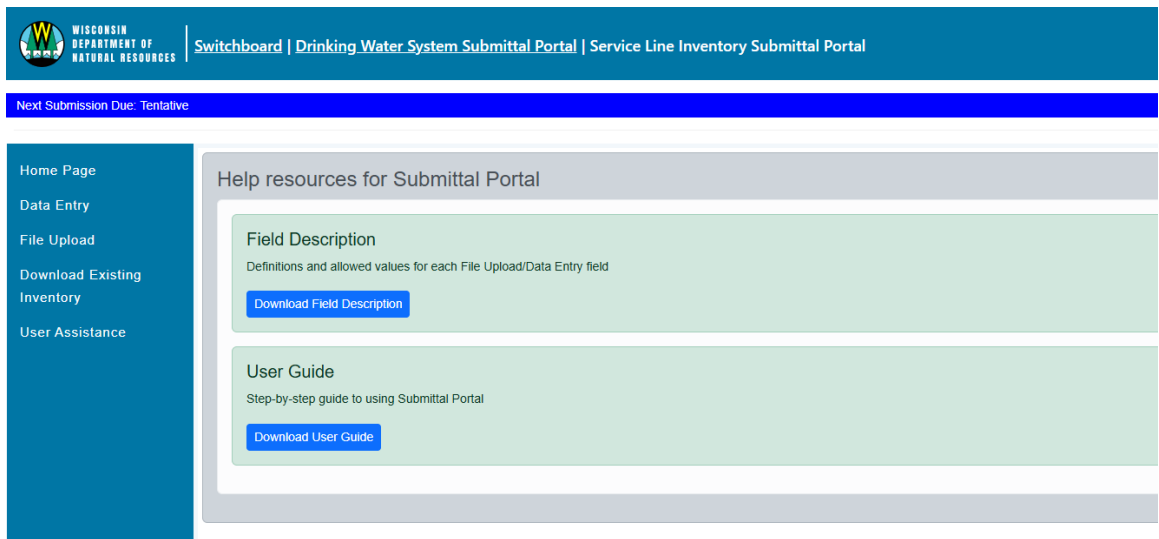 WISCONSIN
DEPARTMENT OF
NATURAL RESOURCES
Switchboard | Drinking Water System Submittal Portal | Service Line Inventory Submittal Portal
Next Submission Due: Tentative
Home Page
Data Entry
File Upload
Download Existing
Inventory
User Assistance
Help resources for Submittal Portal
Field Description
Definitions and allowed values for each File Upload/Data Entry field
Download Field Description
User Guide
Step-by-step guide to using Submittal Portal
Download User Guide